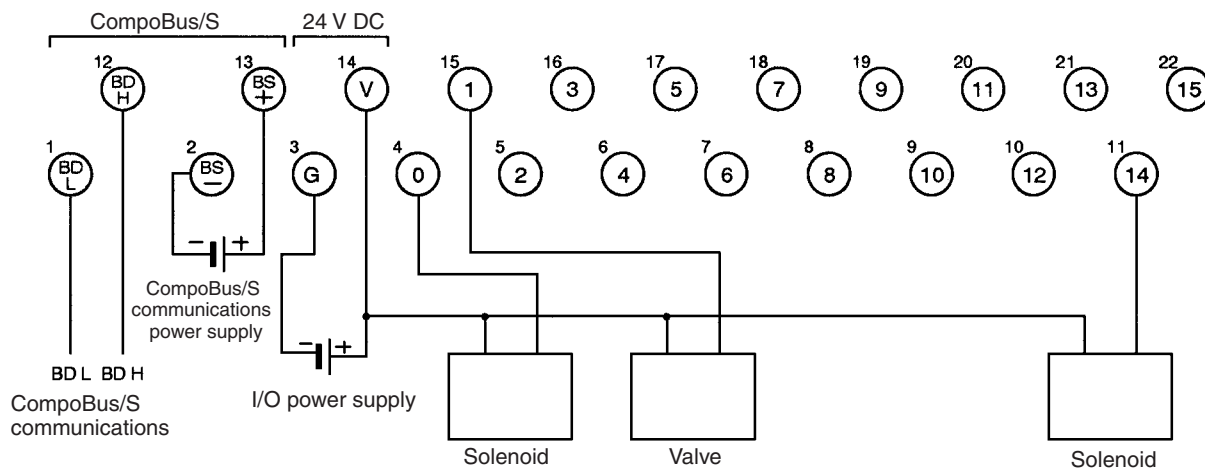 CompoBus/S 24 V DC
12 13 14 15 16 17 18 19 20 21 22
BD H BS + V 1 3 5 7 9 11 13 15
1 2 3 4 5 6 7 8 9 10 11
BD L BS – G 0 2 4 6 8 10 12 14
– +
CompoBus/S
communications
power supply
– +
BD L BD H
I/O power supply
CompoBus/S
communications
Solenoid Valve Solenoid